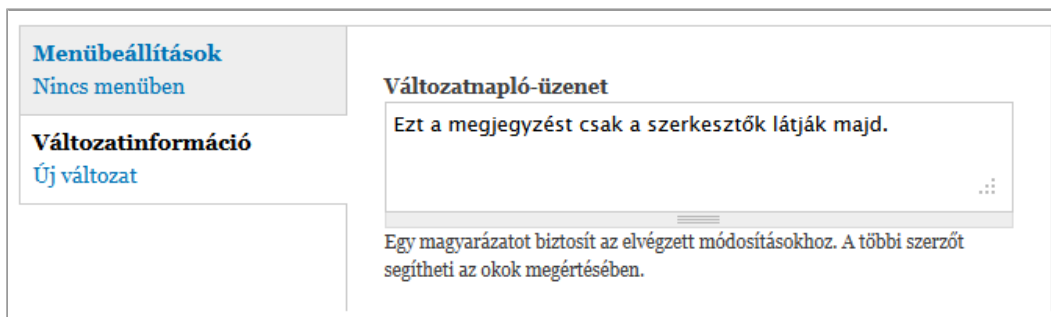 Menübeállítások
Nincs menüben
Változatinformáció
Új változat
Változatnapló-üzenet
Ezt a megjegyzést csak a szerkesztők látják majd.
Egy magyarázatot biztosít az elvégzett módosításokhoz. A többi szerzőt
segítheti az okok megértésében.